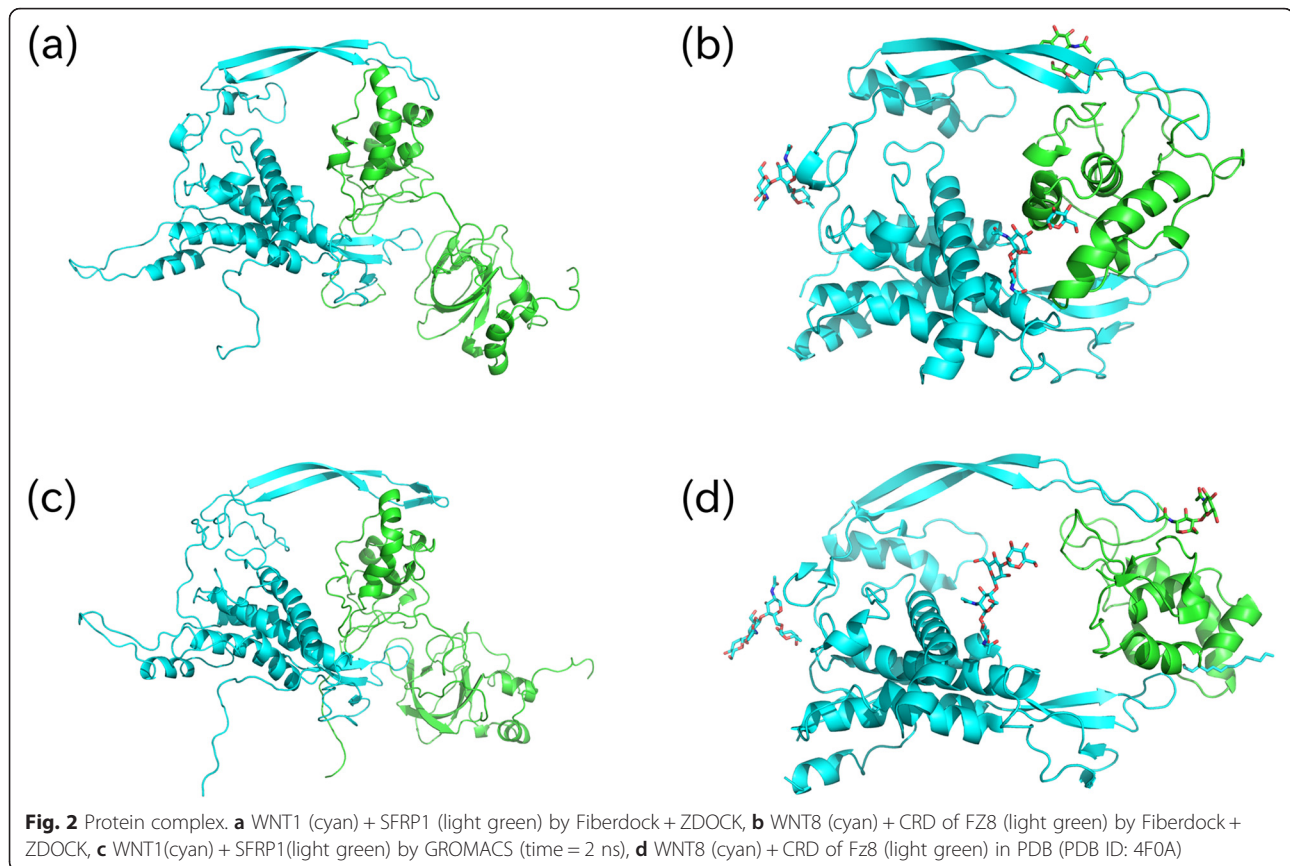 (a)
(b)
(c)
(d)
Fig. 2 Protein complex. a WNT1 (cyan) + SFRP1 (light green) by Fiberdock + ZDOCK, b WNT8 (cyan) + CRD of FZ8 (light green) by Fiberdock +
ZDOCK, c WNT1(cyan) + SFRP1(light green) by GROMACS (time = 2 ns), d WNT8 (cyan) + CRD of Fz8 (light green) in PDB (PDB ID: 4F0A)